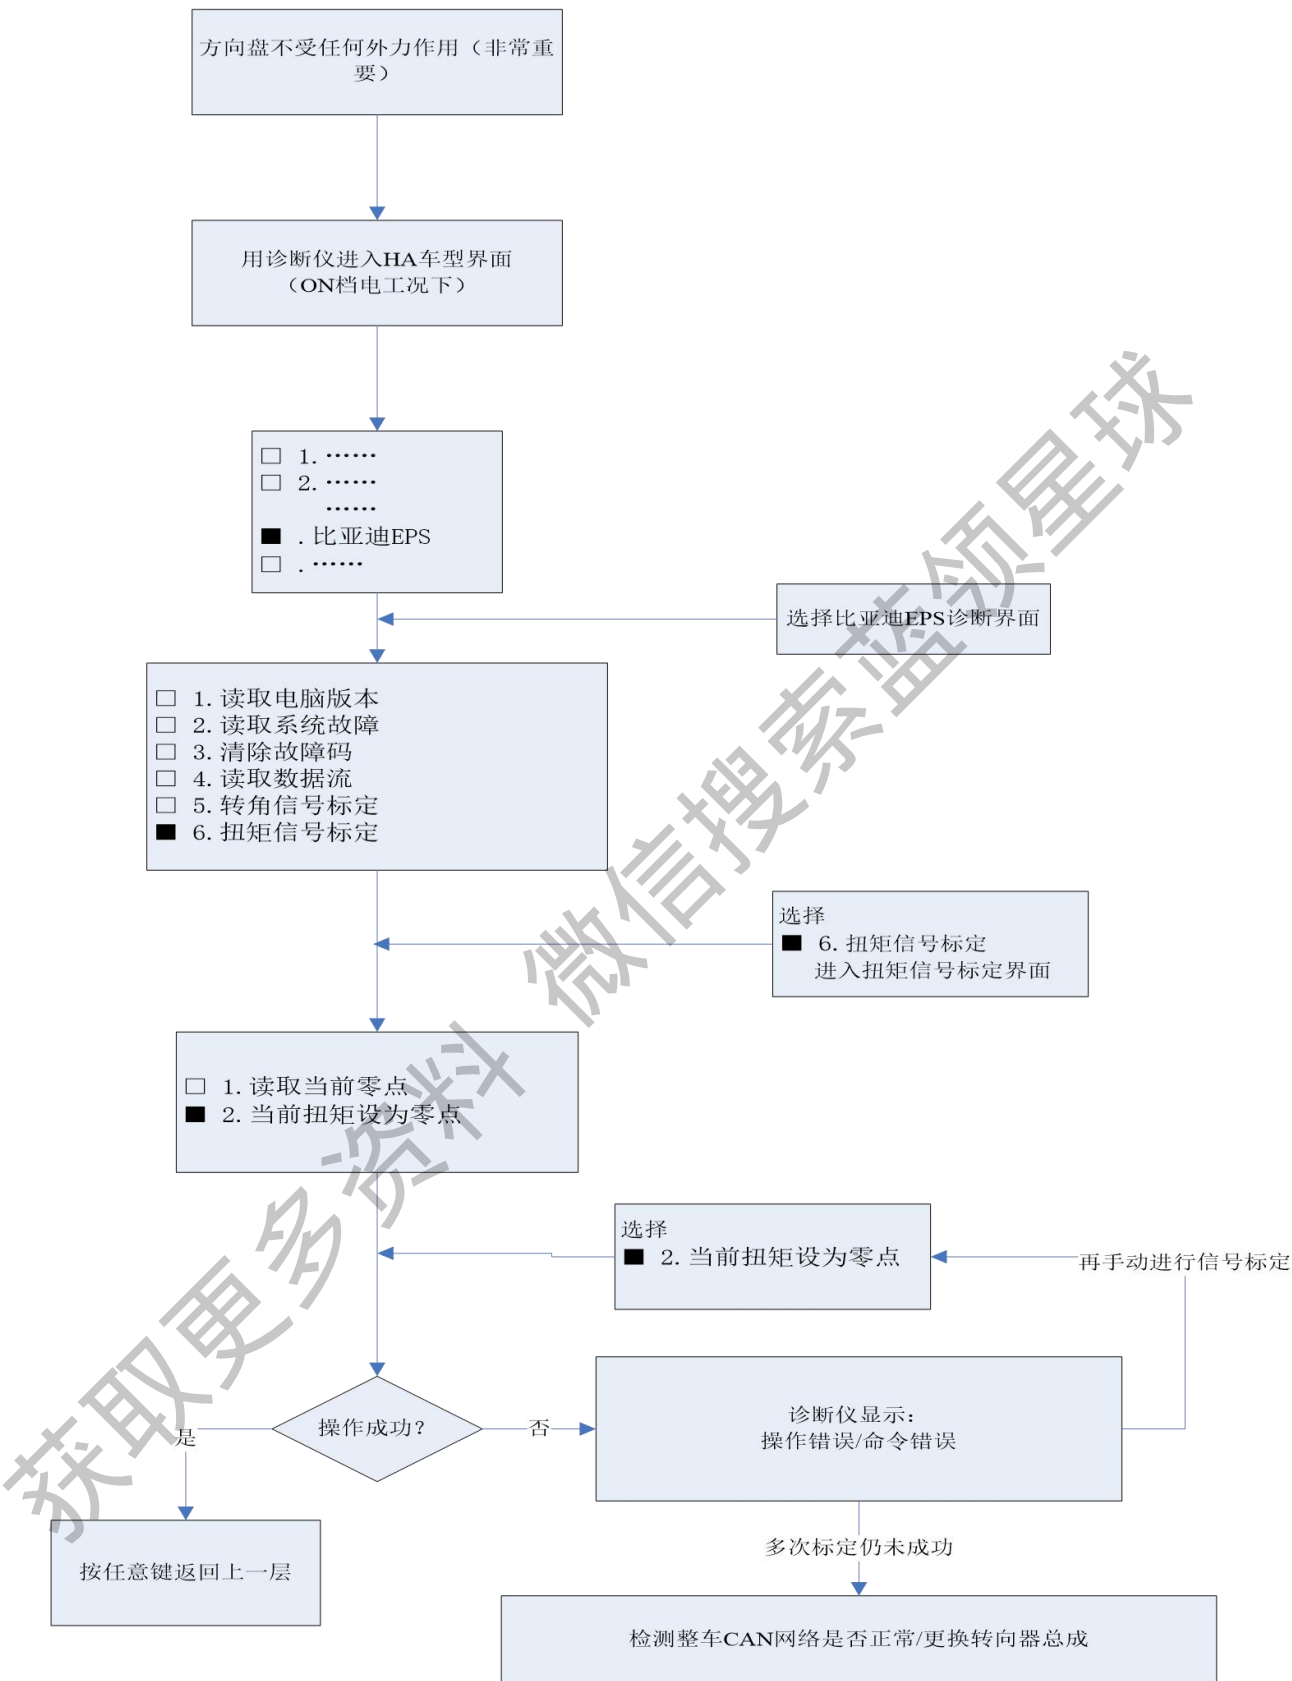 方向盘不受任何外力作用（非常重
要）
用诊断仪进入HA车型界面
（ON档电工况下）
□ 1. ……
□ 2. ……
……
■ . 比亚迪EPS
□ . ……
选择比亚迪EPS诊断界面
□ 1. 读取电脑版本
□ 2. 读取系统故障
□ 3. 清除故障码
□ 4. 读取数据流
□ 5. 转角信号标定
■ 6. 扭矩信号标定
选择
■ 6. 扭矩信号标定
进入扭矩信号标定界面
□ 1. 读取当前零点
■ 2. 当前扭矩设为零点
选择
■ 2. 当前扭矩设为零点
再手动进行信号标定
操作成功？
是
否
诊断仪显示：
操作错误/命令错误
按任意键返回上一层
多次标定仍未成功
检测整车CAN网络是否正常/更换转向器总成
获取更多资料 微信搜索蓝领星球